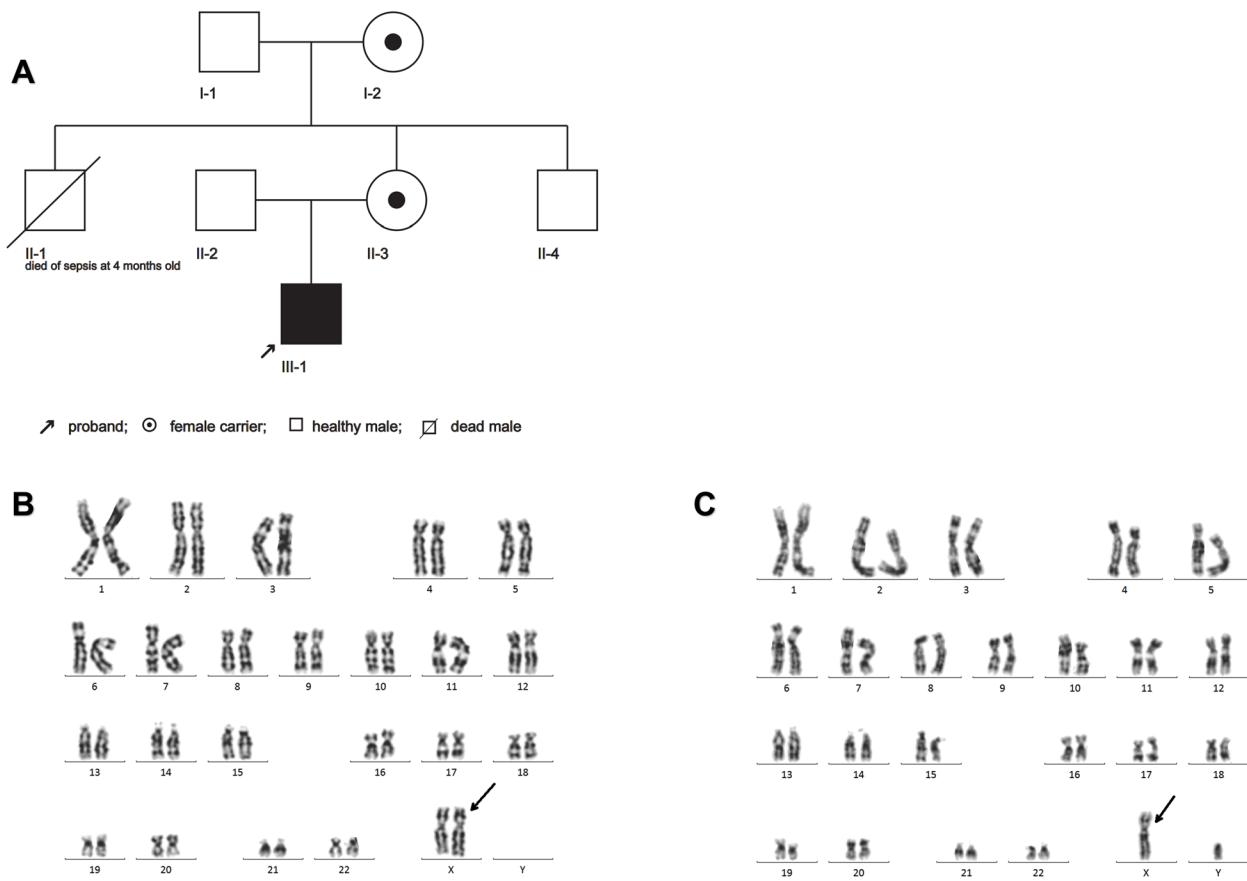 A
I-1
I-2
II-1
died of sepsis at 4 months old
II-2
II-3
II-4
III-1
proband; female carrier; healthy male; dead male
B
1 2 3 4 5
6 7 8 9 10 11 12
13 14 15 16 17 18
19 20 21 22 X Y
C
1 2 3 4 5
6 7 8 9 10 11 12
13 14 15 16 17 18
19 20 21 22 X Y